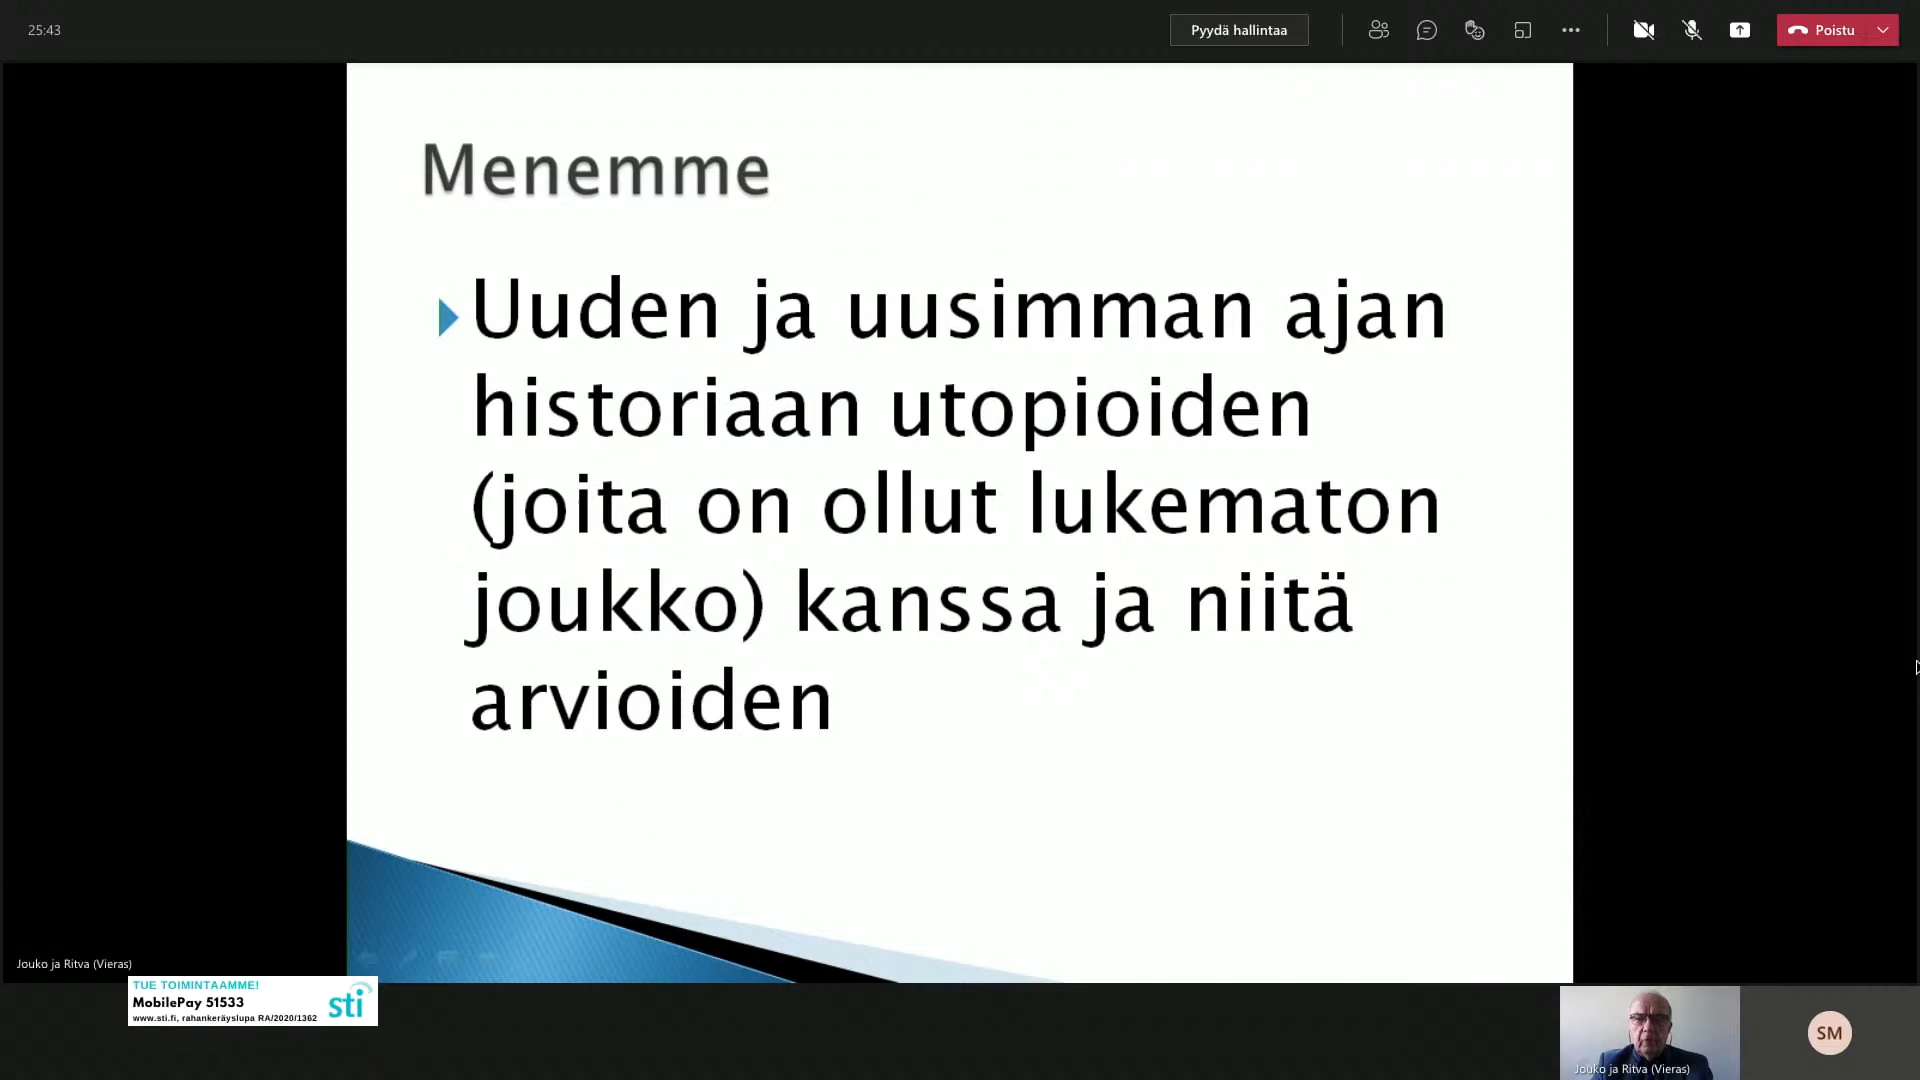 25:43
Pyydä hallintaa
Poistu
Menemme
Uuden ja uusimman ajan
historiaan utopioiden
(joita on ollut lukematon
joukko) kanssa ja niitä
arvioiden
Jouko ja Ritva (Vieras)
TUE TOIMINTAAMME!
MobilePay 51533
www.sti.fi, rahankeräyslupa RA/2020/1362
sti
Jouko ja Ritva (Vieras)
SM